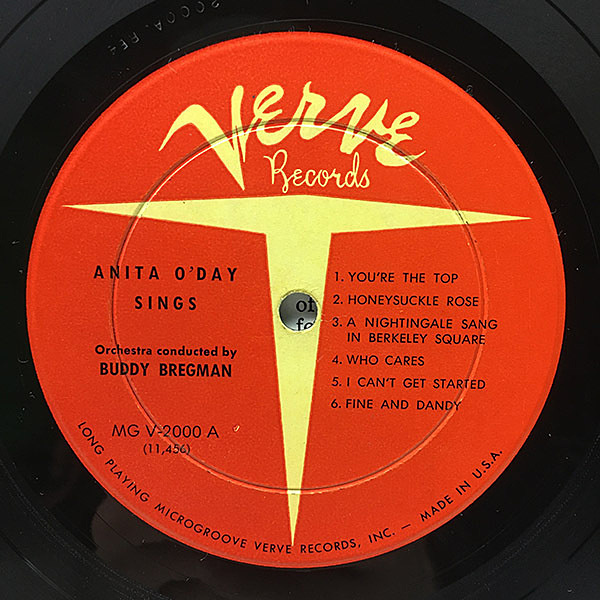 Verve
Records
ANITA O'DAY
SINGS
Orchestra conducted by
BUDDY BREGMAN
MG V-2000 A
(11,456)
1. YOU'RE THE TOP
2. HONEYSUCKLE ROSE
3. A NIGHTINGALE SANG
IN BERKELEY SQUARE
4. WHO CARES
5. I CAN'T GET STARTED
6. FINE AND DANDY
of
LONG PLAYING MICROGROOVE VERVE RECORDS, INC. — MADE IN U.S.A.